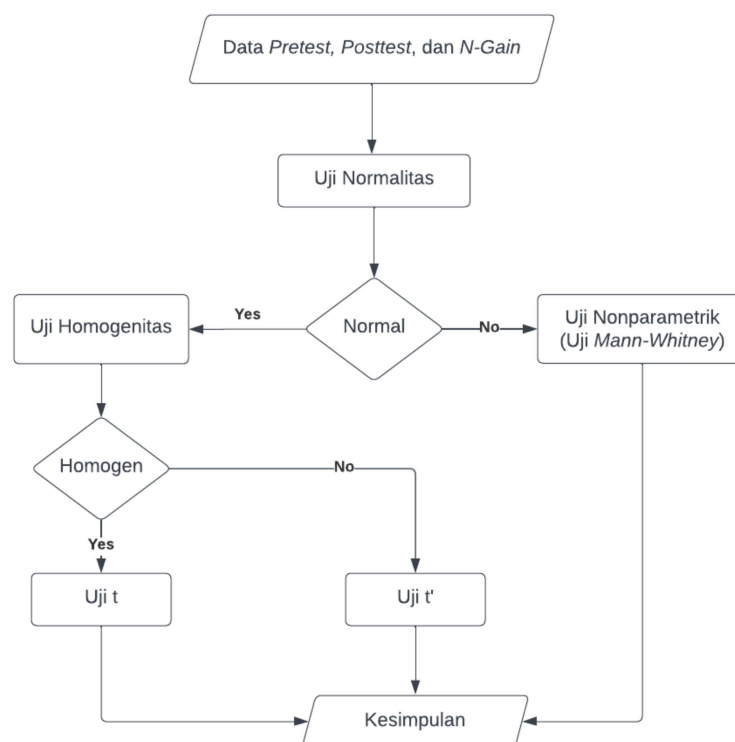 Data Pretest, Posttest, dan N-Gain
Uji Normalitas
Normal
Yes
No
Uji Homogenitas
Uji Nonparametrik
(Uji Mann-Whitney)
Homogen
No
Yes
Uji t
Uji t'
Kesimpulan